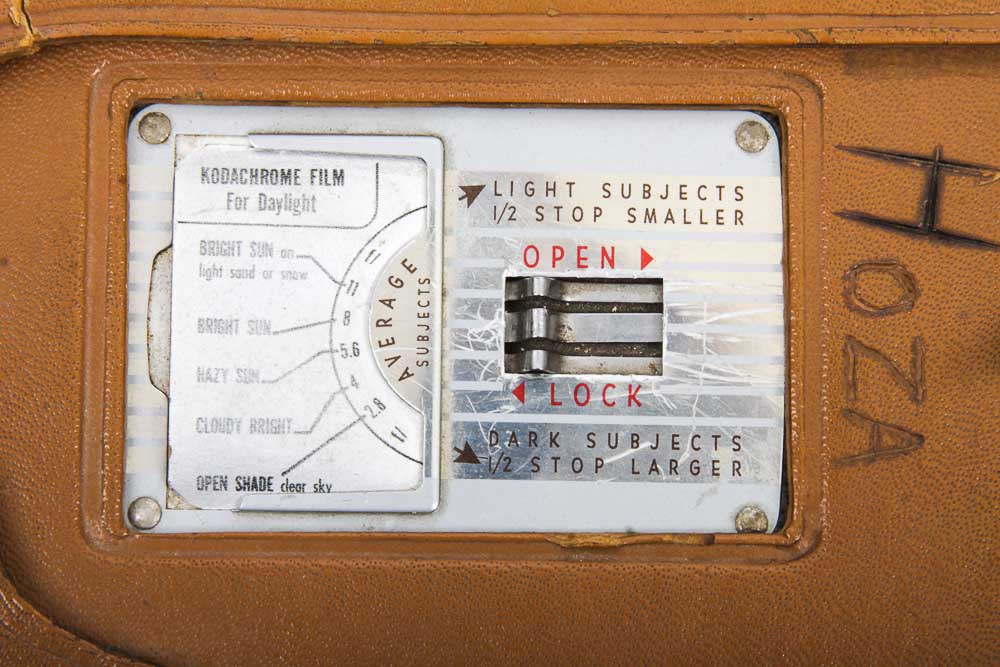 KODACHROME FILM
For Daylight
BRIGHT SUN on
light sand or snow
BRIGHT SUN
HAZY SUN
CLOUDY BRIGHT
OPEN SHADE clear sky
11
8
5.6
4
2.8
AVERAGE
SUBJECTS
LIGHT SUBJECTS
1/2 STOP SMALLER
OPEN
LOCK
DARK SUBJECTS
1/2 STOP LARGER
H
HOZA